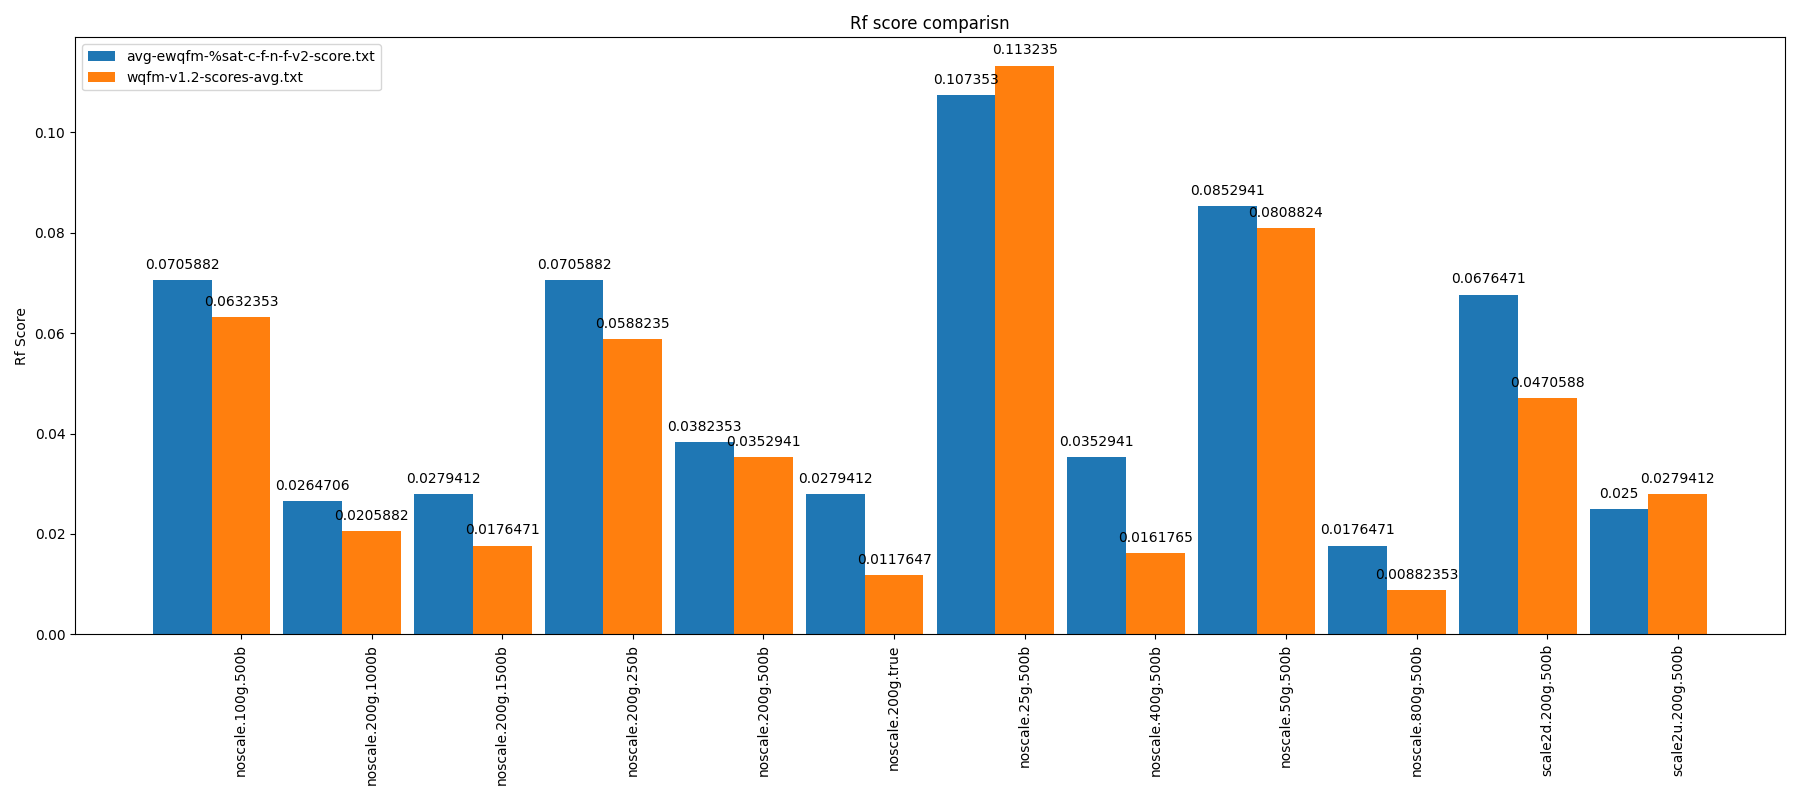 Rf score comparisn
avg-ewqfm-%sat-c-f-n-f-v2-score.txt
wqfm-v1.2-scores-avg.txt
Rf Score
0.10
0.08
0.06
0.04
0.02
0.00
0.0705882
0.0632353
0.0264706
0.0205882
0.0279412
0.0176471
0.0705882
0.0588235
0.0382353
0.0352941
0.0279412
0.0117647
0.107353
0.113235
0.0352941
0.0161765
0.0852941
0.0808824
0.0176471
0.00882353
0.0676471
0.0470588
0.025
0.0279412
noscale.100g.500b
noscale.200g.1000b
noscale.200g.1500b
noscale.200g.250b
noscale.200g.500b
noscale.200g.true
noscale.25g.500b
noscale.400g.500b
noscale.50g.500b
noscale.800g.500b
scale2d.200g.500b
scale2u.200g.500b